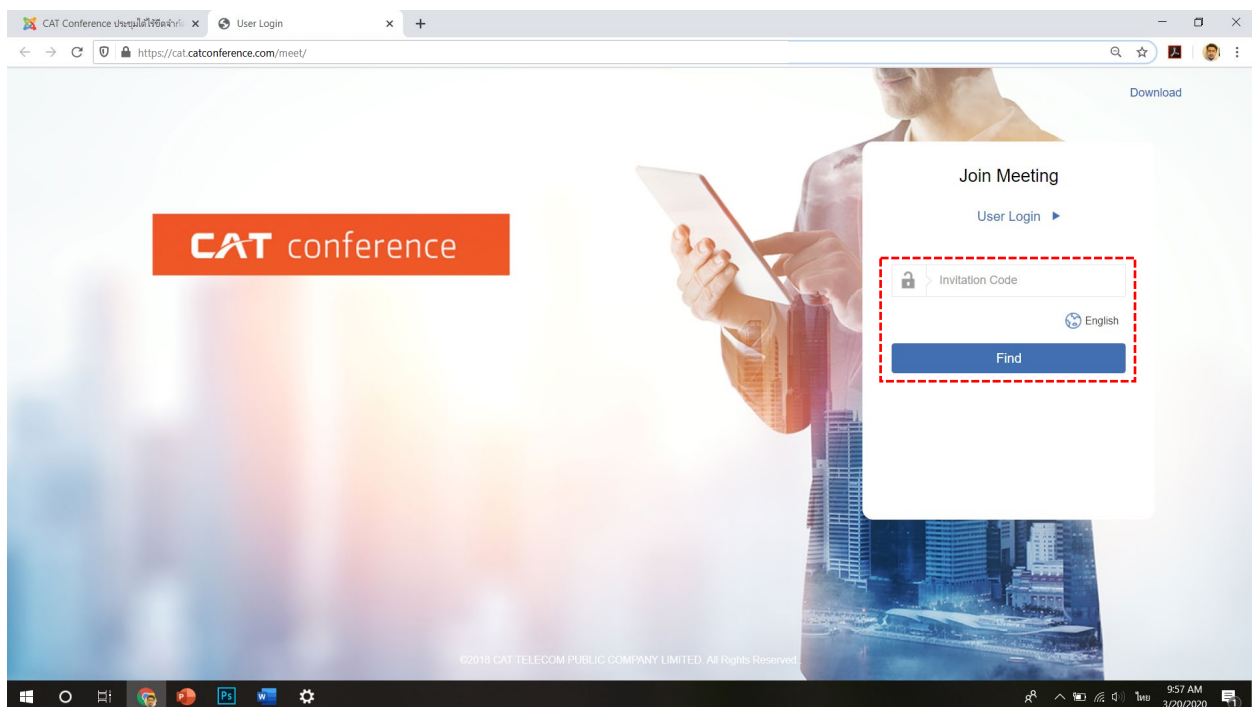 CAT Conference ประชุมได้ไร้ขีดจำกั
User Login
https://cat.catconference.com/meet/
Download
Join Meeting
User Login
CAT conference
Invitation Code
English
Find
©2018 CAT TELECOM PUBLIC COMPANY LIMITED. All Rights Reserved.
Ps
ไทย
9:57 AM
3/20/2020